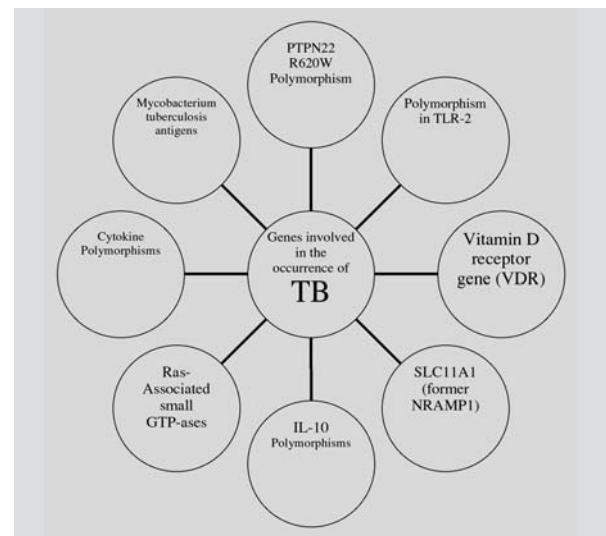 PTPN22
R620W
Polymorphism
Polymorphism
in TLR-2
Vitamin D
receptor
gene (VDR)
SLC11A1
(former
NRAMP1)
IL-10
Polymorphisms
Ras-
Associated
small
GTP-ases
Cytokine
Polymorphisms
Mycobacterium
tuberculosis
antigens
Genes involved
in the
occurrence of
TB